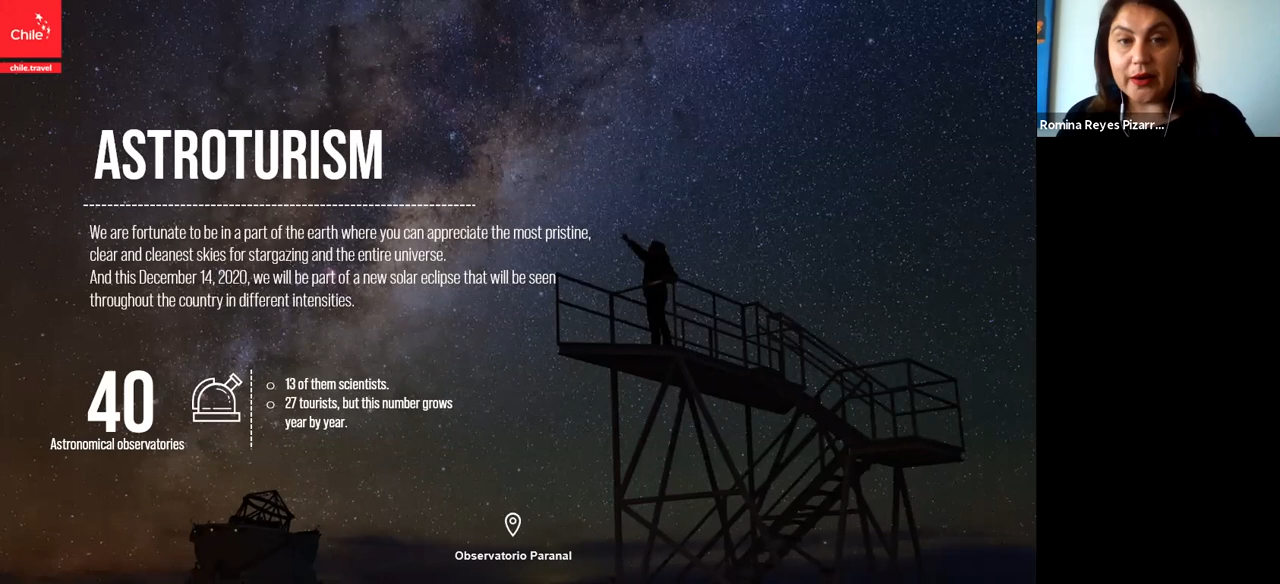 Chile
chile.travel
ASTROTURISM
We are fortunate to be in a part of the earth where you can appreciate the most pristine,
clear and cleanest skies for stargazing and the entire universe.
And this December 14, 2020, we will be part of a new solar eclipse that will be seen
throughout the country in different intensities.
40
Astronomical observatories
13 of them scientists.
27 tourists, but this number grows
year by year.
Observatorio Paranal
Romina Reyes Pizarr...